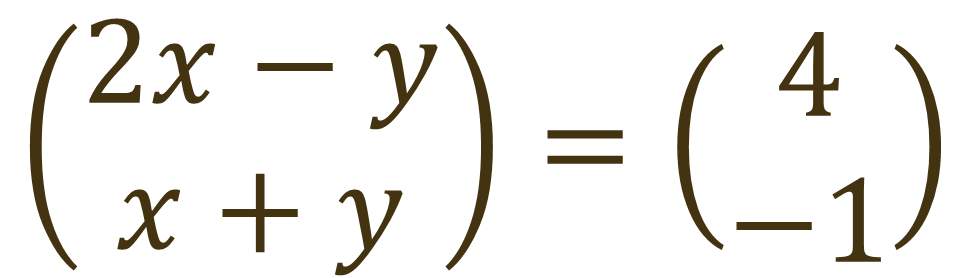 (2x − y) = (4)
(x + y) (−1)